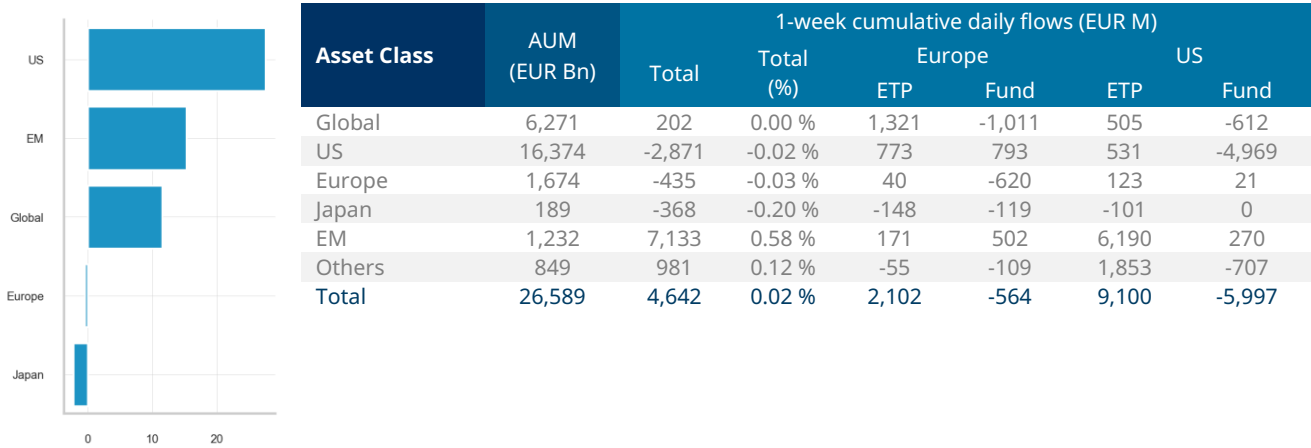 US
EM
Global
Europe
Japan
0 10 20
1-week cumulative daily flows (EUR M)
Asset Class AUM (EUR Bn) Total Total (%) Europe US
ETP Fund ETP Fund
Global 6,271 202 0.00 % 1,321 -1,011 505 -612
US 16,374 -2,871 -0.02 % 773 793 531 -4,969
Europe 1,674 -435 -0.03 % 40 -620 123 21
Japan 189 -368 -0.20 % -148 -119 -101 0
EM 1,232 7,133 0.58 % 171 502 6,190 270
Others 849 981 0.12 % -55 -109 1,853 -707
Total 26,589 4,642 0.02 % 2,102 -564 9,100 -5,997